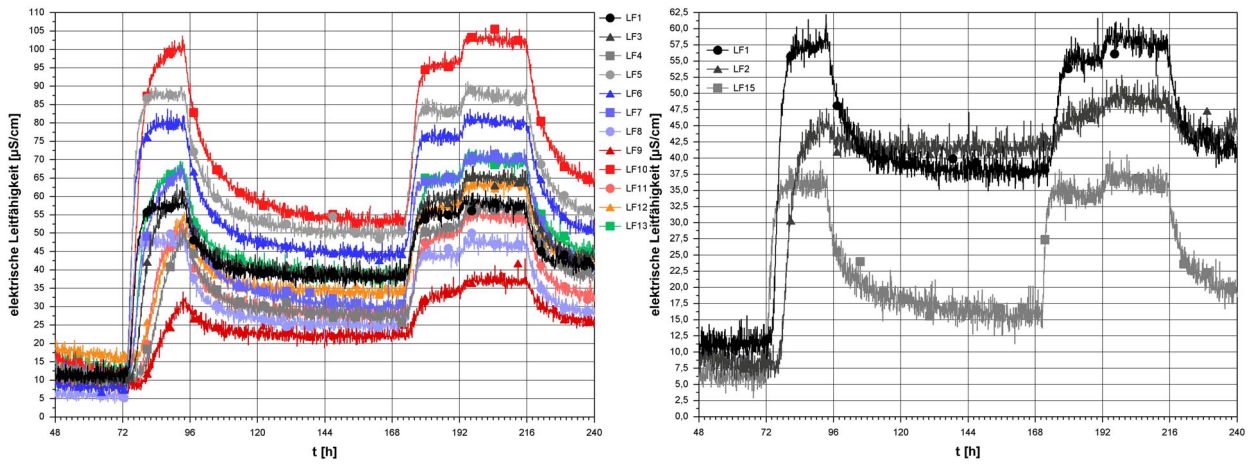 elektrische Leitfähigkeit [µS/cm]
110
105
100
95
90
85
80
75
70
65
60
55
50
45
40
35
30
25
20
15
10
5
0
48 72 96 120 144 168 192 216 240
t [h]
LF1
LF3
LF4
LF5
LF6
LF7
LF8
LF9
LF10
LF11
LF12
LF13
elektrische Leitfähigkeit [µS/cm]
62,5
60,0
57,5
55,0
52,5
50,0
47,5
45,0
42,5
40,0
37,5
35,0
32,5
30,0
27,5
25,0
22,5
20,0
17,5
15,0
12,5
10,0
7,5
5,0
2,5
0,0
LF1
LF2
LF15
48 72 96 120 144 168 192 216 240
t [h]